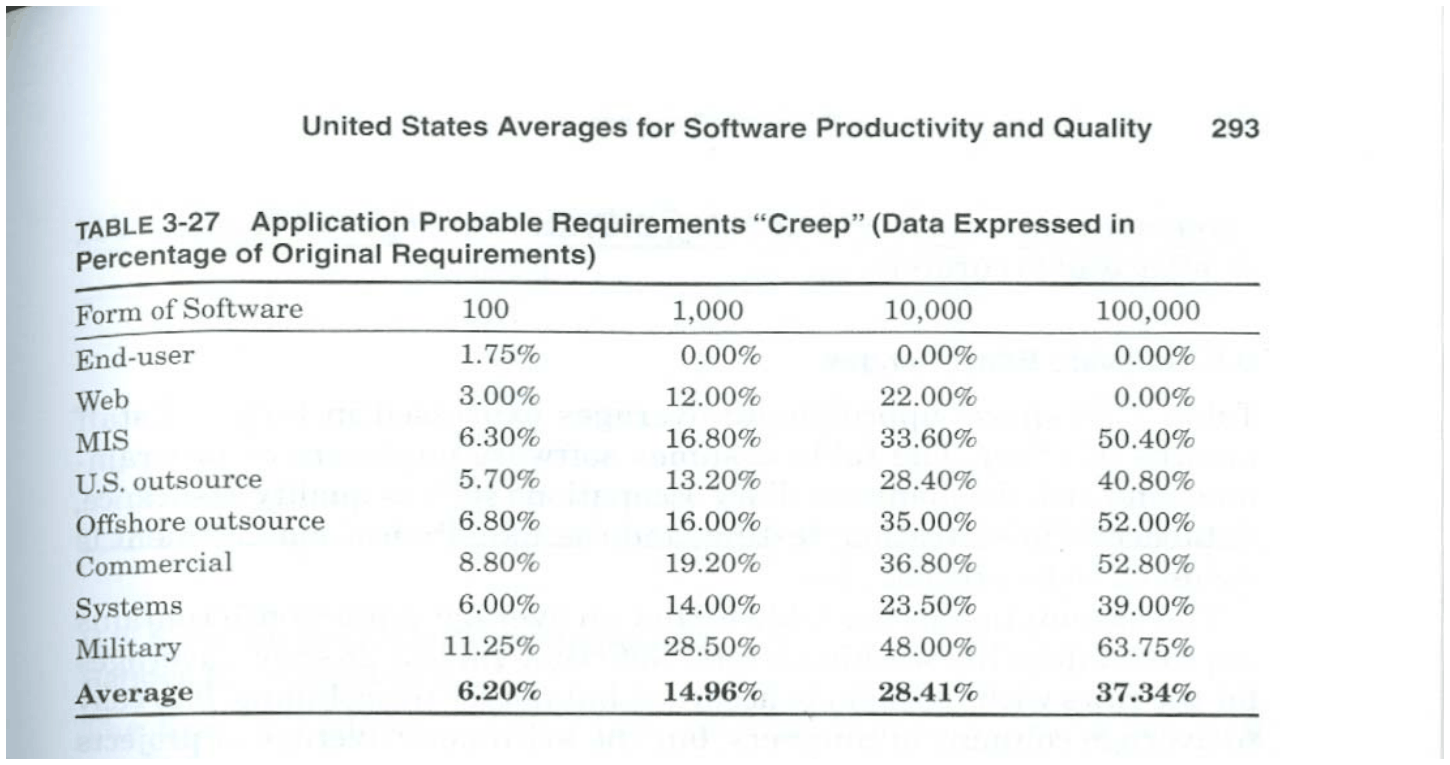 United States Averages for Software Productivity and Quality 293
TABLE 3-27 Application Probable Requirements “Creep” (Data Expressed in
Percentage of Original Requirements)
Form of Software 100 1,000 10,000 100,000
End-user 1.75% 0.00% 0.00% 0.00%
Web 3.00% 12.00% 22.00% 0.00%
MIS 6.30% 16.80% 33.60% 50.40%
U.S. outsource 5.70% 13.20% 28.40% 40.80%
Offshore outsource 6.80% 16.00% 35.00% 52.00%
Commercial 8.80% 19.20% 36.80% 52.80%
Systems 6.00% 14.00% 23.50% 39.00%
Military 11.25% 28.50% 48.00% 63.75%
Average 6.20% 14.96% 28.41% 37.34%